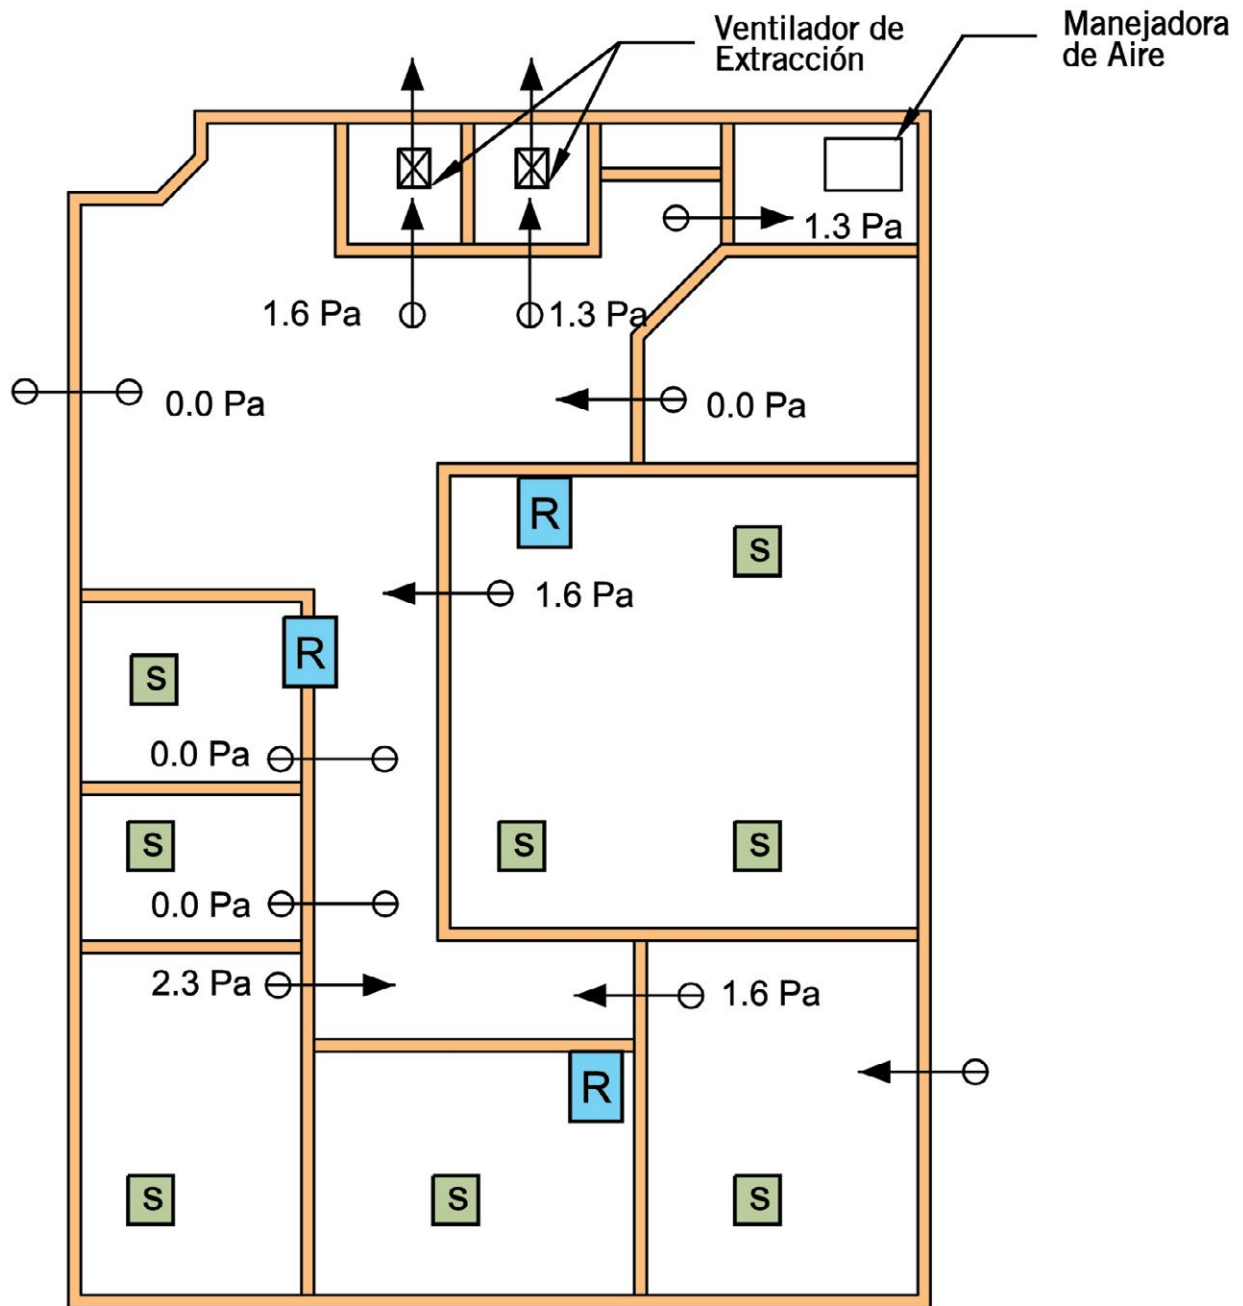 Ventilador de
Extracción
Manejadora
de Aire
1.3 Pa
1.6 Pa
1.3 Pa
0.0 Pa
0.0 Pa
R
S
1.6 Pa
R
S
0.0 Pa
S
S
S
0.0 Pa
2.3 Pa
1.6 Pa
R
S
S
S